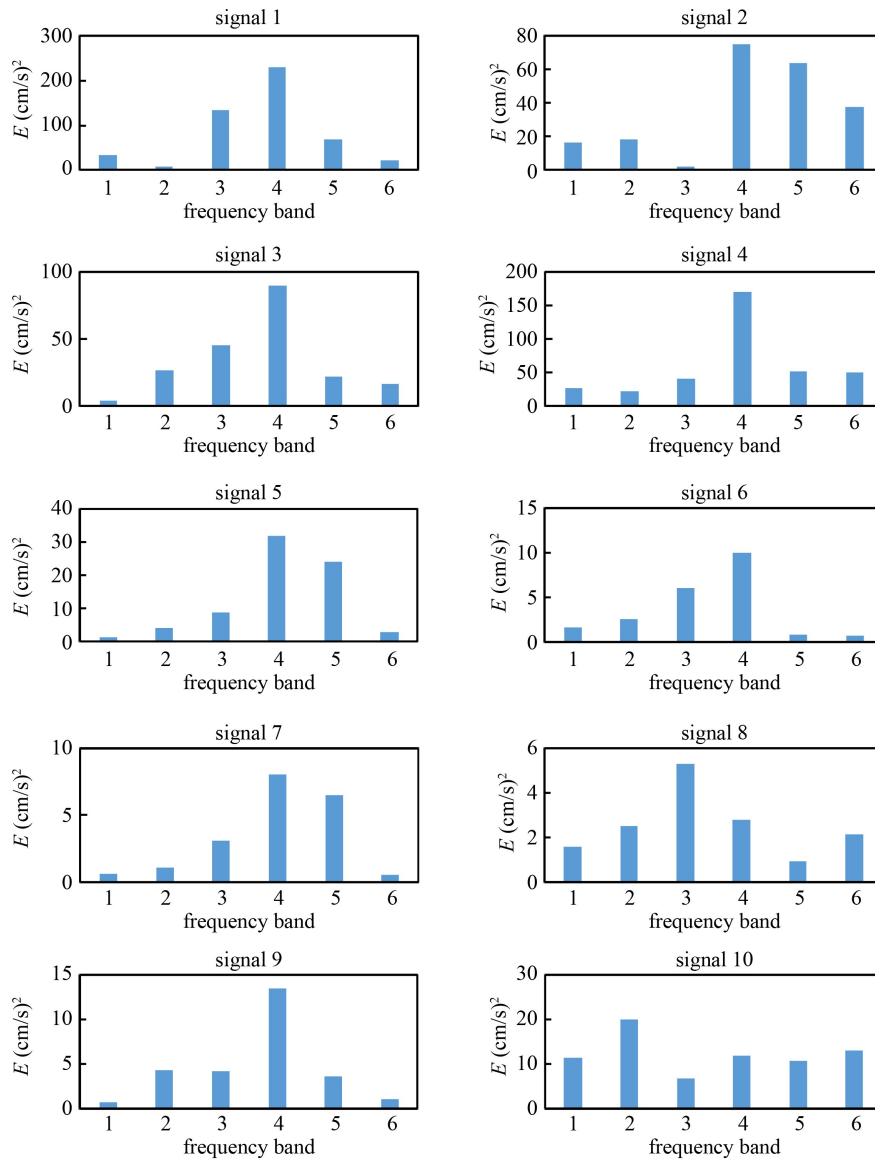 signal 1
E (cm/s)²
300
200
100
0
1 2 3 4 5 6
frequency band
signal 2
E (cm/s)²
80
60
40
20
0
1 2 3 4 5 6
frequency band
signal 3
E (cm/s)²
100
50
0
1 2 3 4 5 6
frequency band
signal 4
E (cm/s)²
200
150
100
50
0
1 2 3 4 5 6
frequency band
signal 5
E (cm/s)²
40
30
20
10
0
1 2 3 4 5 6
frequency band
signal 6
E (cm/s)²
15
10
5
0
1 2 3 4 5 6
frequency band
signal 7
E (cm/s)²
10
5
0
1 2 3 4 5 6
frequency band
signal 8
E (cm/s)²
6
4
2
0
1 2 3 4 5 6
frequency band
signal 9
E (cm/s)²
15
10
5
0
1 2 3 4 5 6
frequency band
signal 10
E (cm/s)²
30
20
10
0
1 2 3 4 5 6
frequency band